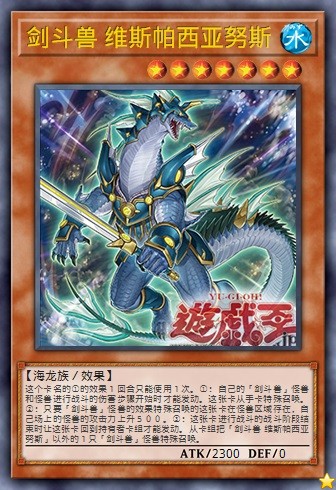 剑斗兽 维斯帕西亚努斯
水
YU-GI-OH!
遊戯王
【海龙族/效果】
这个卡名的①的效果1回合只能使用1次。①：自己的「剑斗兽」怪兽
和怪兽进行战斗的伤害步骤开始时才能发动。这张卡从手卡特殊召唤。
②：只要「剑斗兽」怪兽的效果特殊召唤的这张卡在怪兽区域存在，自
己场上的怪兽的攻击力上升500。③：这张卡进行战斗的战斗阶段结
束时让这张卡回到持有者卡组才能发动。从卡组把「剑斗兽 维斯帕西亚
努斯」以外的1只「剑斗兽」怪兽特殊召唤。
ATK/2300 DEF/0